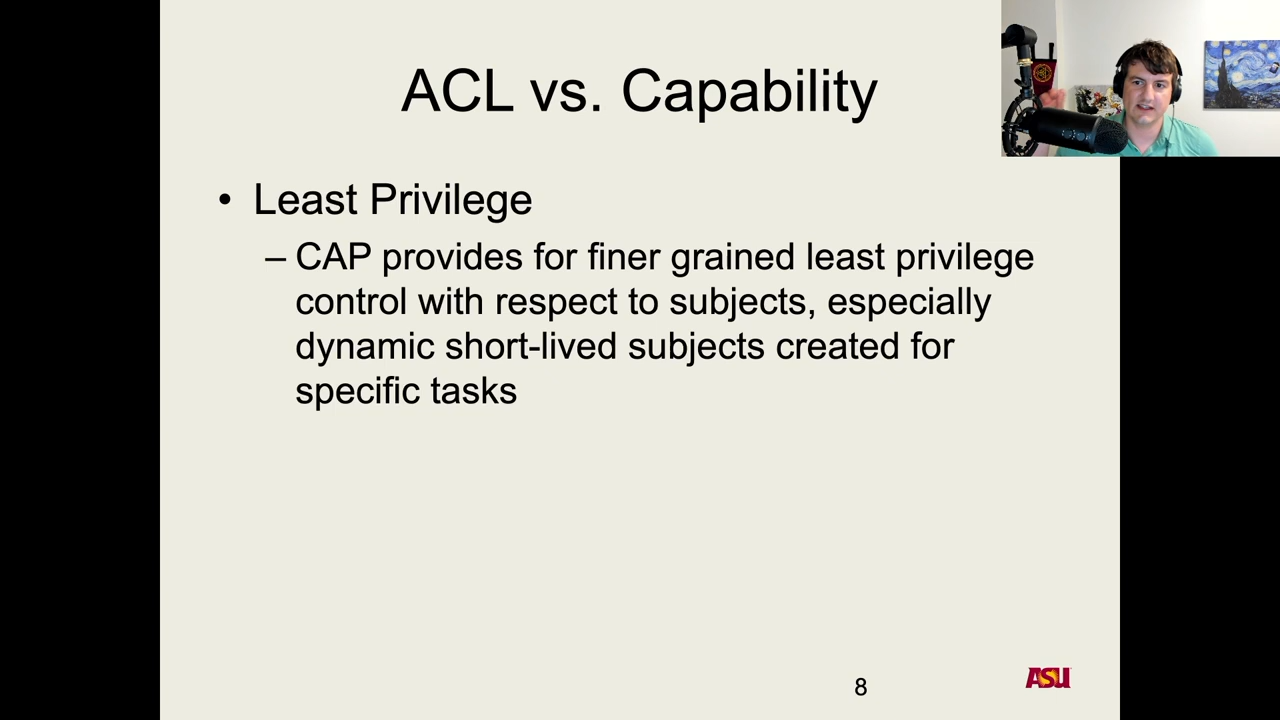 ACL vs. Capability
• Least Privilege
– CAP provides for finer grained least privilege
control with respect to subjects, especially
dynamic short-lived subjects created for
specific tasks
8
ASU